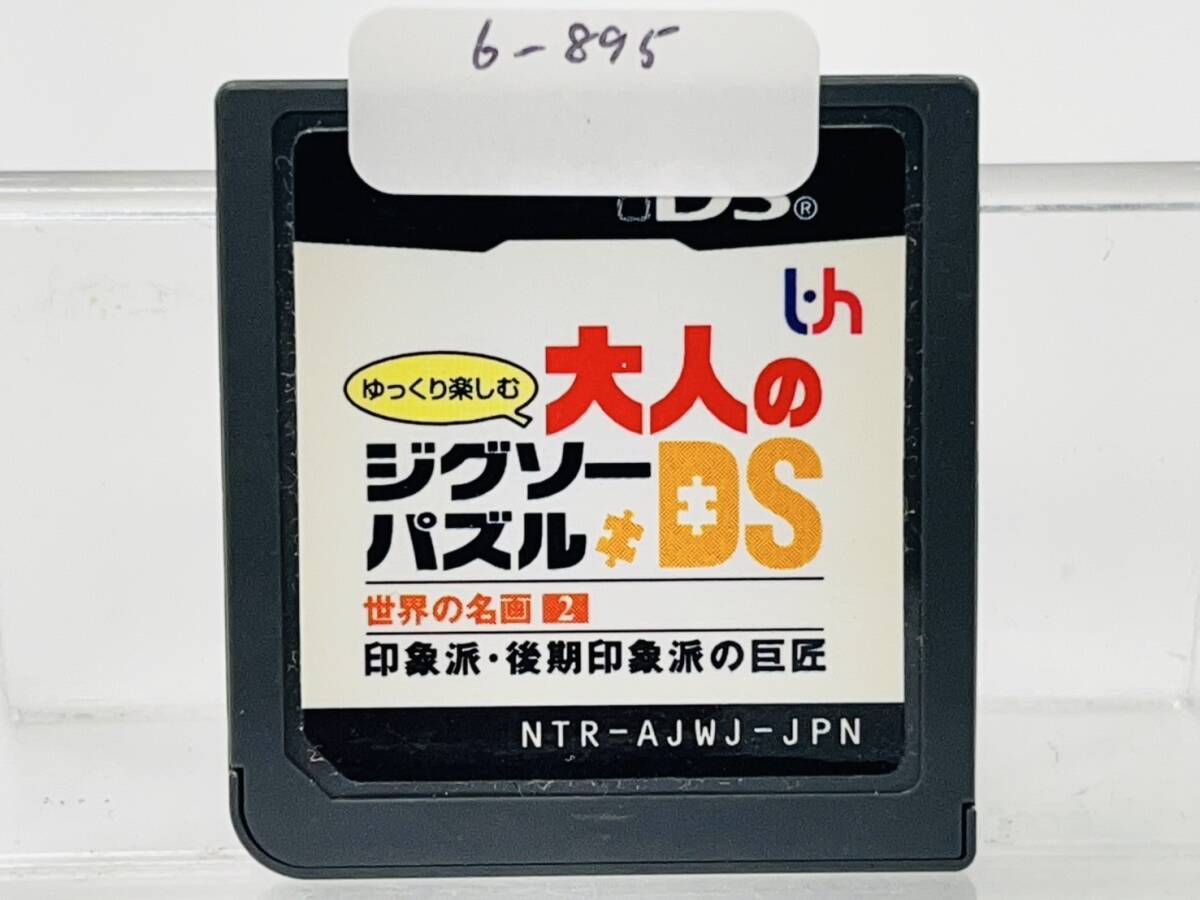 6-895
DS®
l·h
ゆっくり楽しむ
大人の
ジグソー
パズルDS
世界の名画 2
印象派・後期印象派の巨匠
NTR-AJWJ-JPN